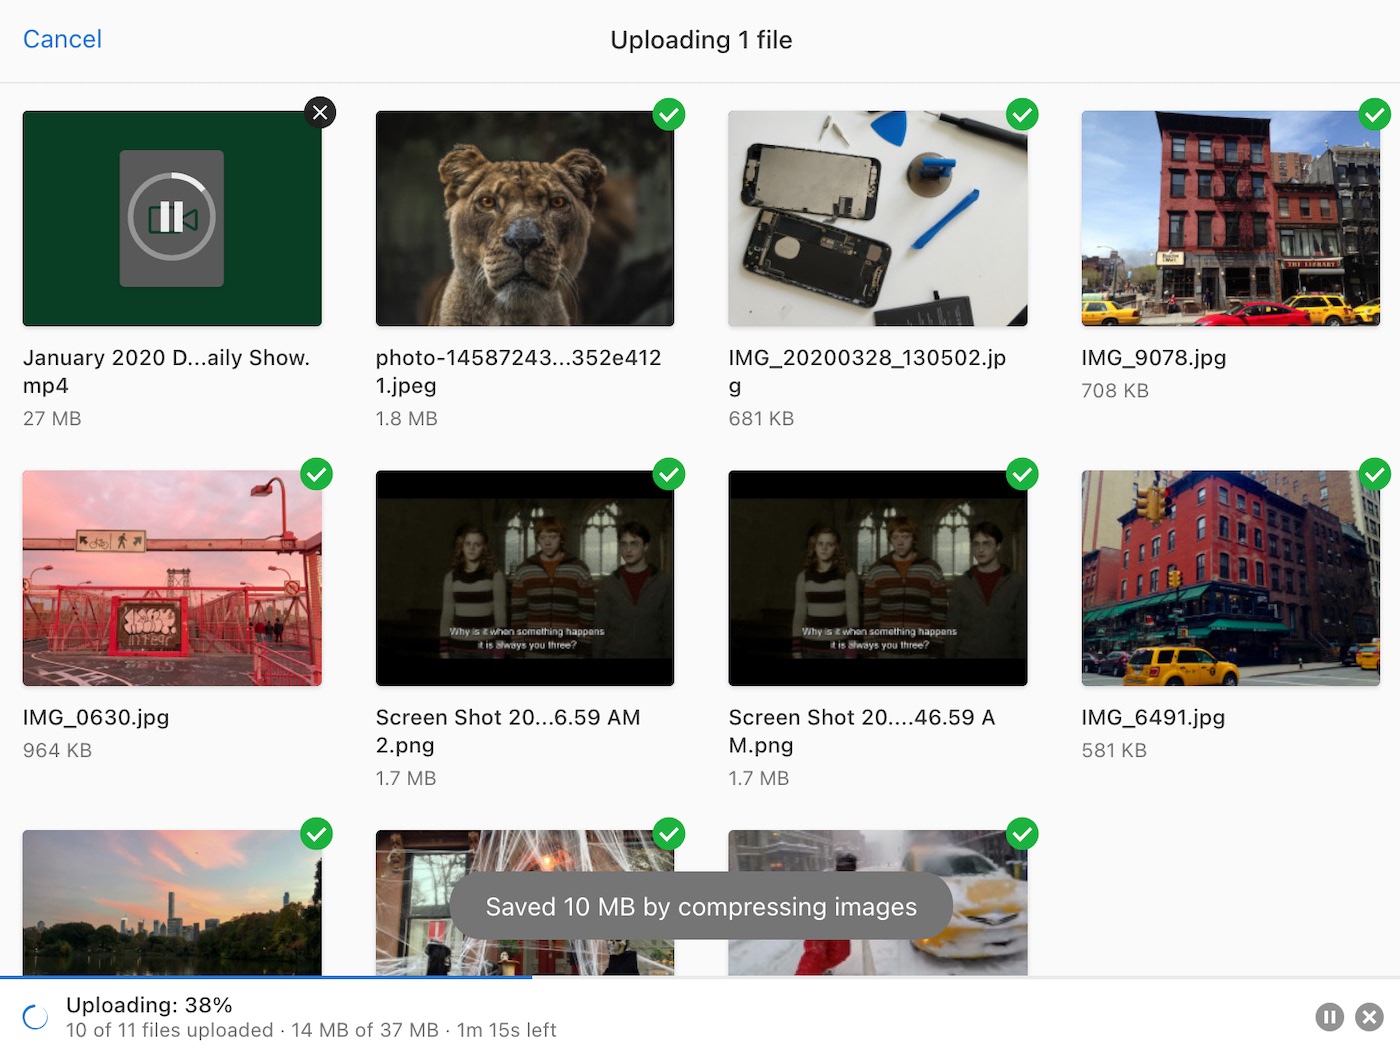 Cancel
Uploading 1 file
January 2020 D...aily Show.
mp4
27 MB
photo-14587243...352e412
1.jpeg
1.8 MB
IMG_20200328_130502.jp
g
681 KB
THE LIBRARY
IMG_9078.jpg
708 KB
IMG_0630.jpg
964 KB
Why is it when something happens
it is always you three?
Screen Shot 20...6.59 AM
2.png
1.7 MB
Why is it when something happens
it is always you three?
Screen Shot 20....46.59 A
M.png
1.7 MB
IMG_6491.jpg
581 KB
Saved 10 MB by compressing images
Uploading: 38%
10 of 11 files uploaded · 14 MB of 37 MB · 1m 15s left